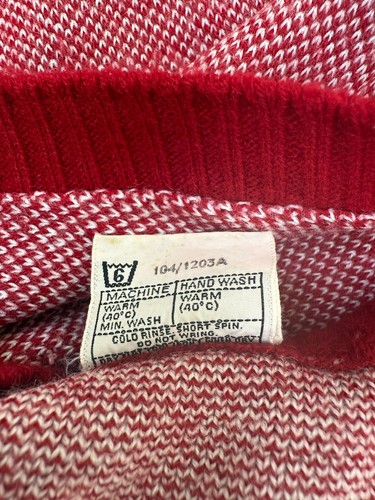 6
104/1203A
MACHINE HAND WASH
WARM WARM
(40°C) (40°C)
MIN. WASH
COLD RINSE. SHORT SPIN.
DO NOT WRING.